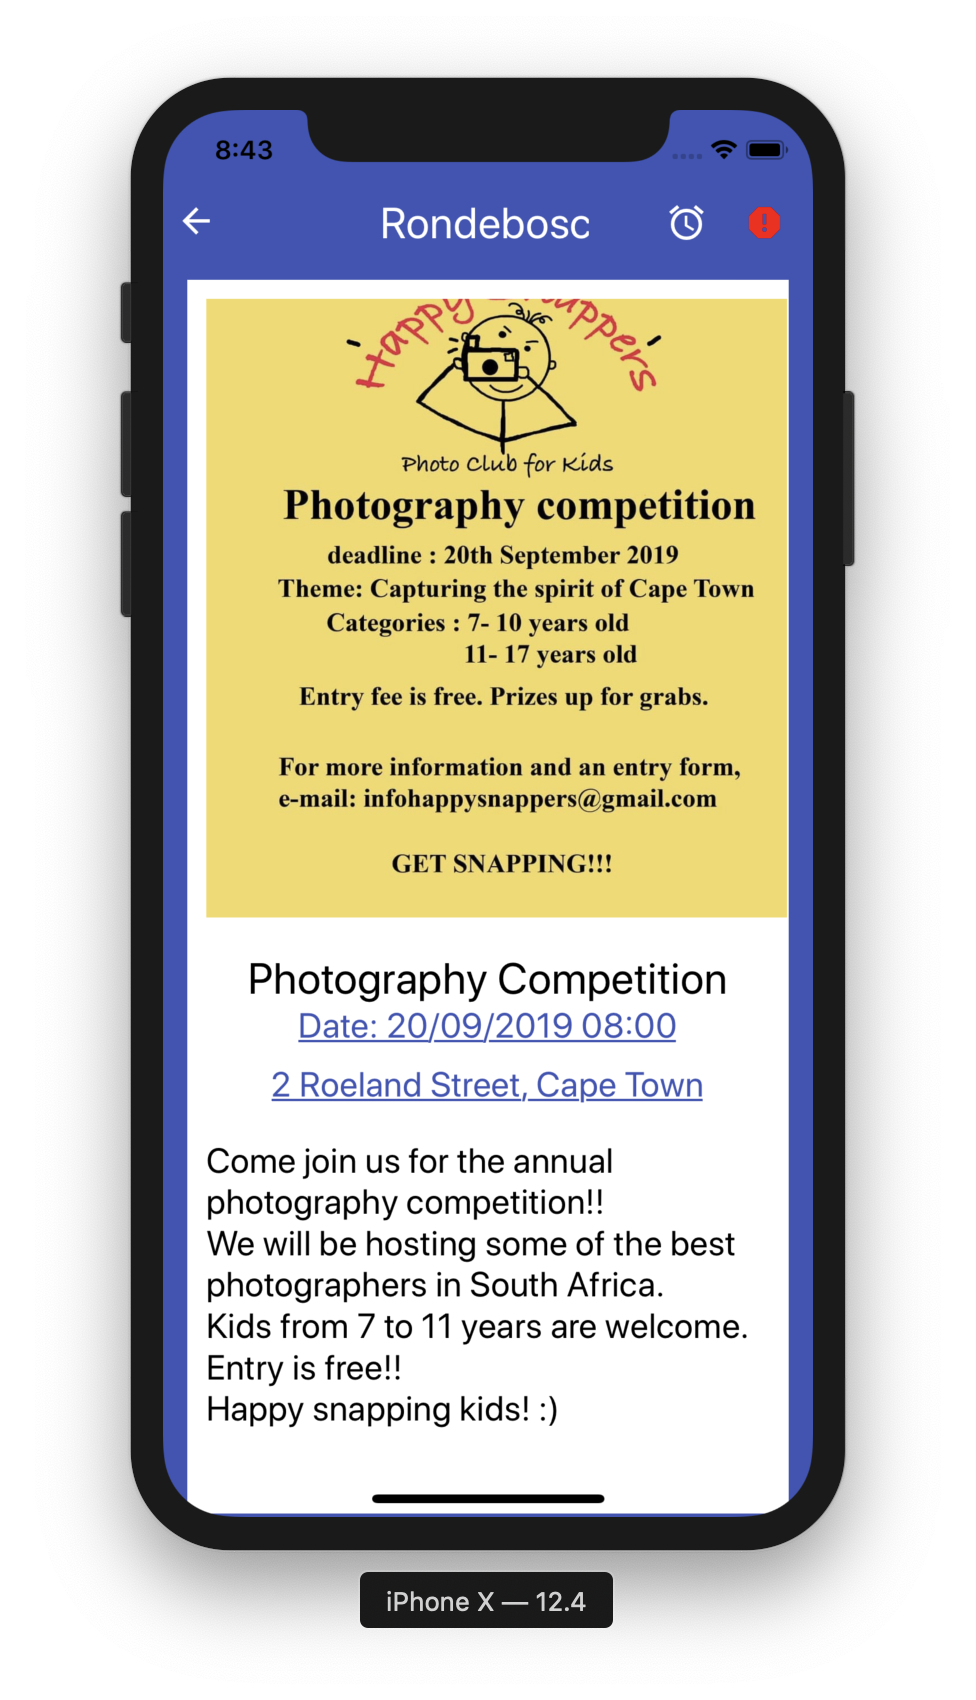 8:43
Rondebosc
Happy Snappers
Photo Club for Kids
Photography competition
deadline : 20th September 2019
Theme: Capturing the spirit of Cape Town
Categories : 7- 10 years old
11- 17 years old
Entry fee is free. Prizes up for grabs.
For more information and an entry form,
e-mail: infohappysnappers@gmail.com
GET SNAPPING!!!
Photography Competition
Date: 20/09/2019 08:00
2 Roeland Street, Cape Town
Come join us for the annual
photography competition!!
We will be hosting some of the best
photographers in South Africa.
Kids from 7 to 11 years are welcome.
Entry is free!!
Happy snapping kids! :)
iPhone X — 12.4